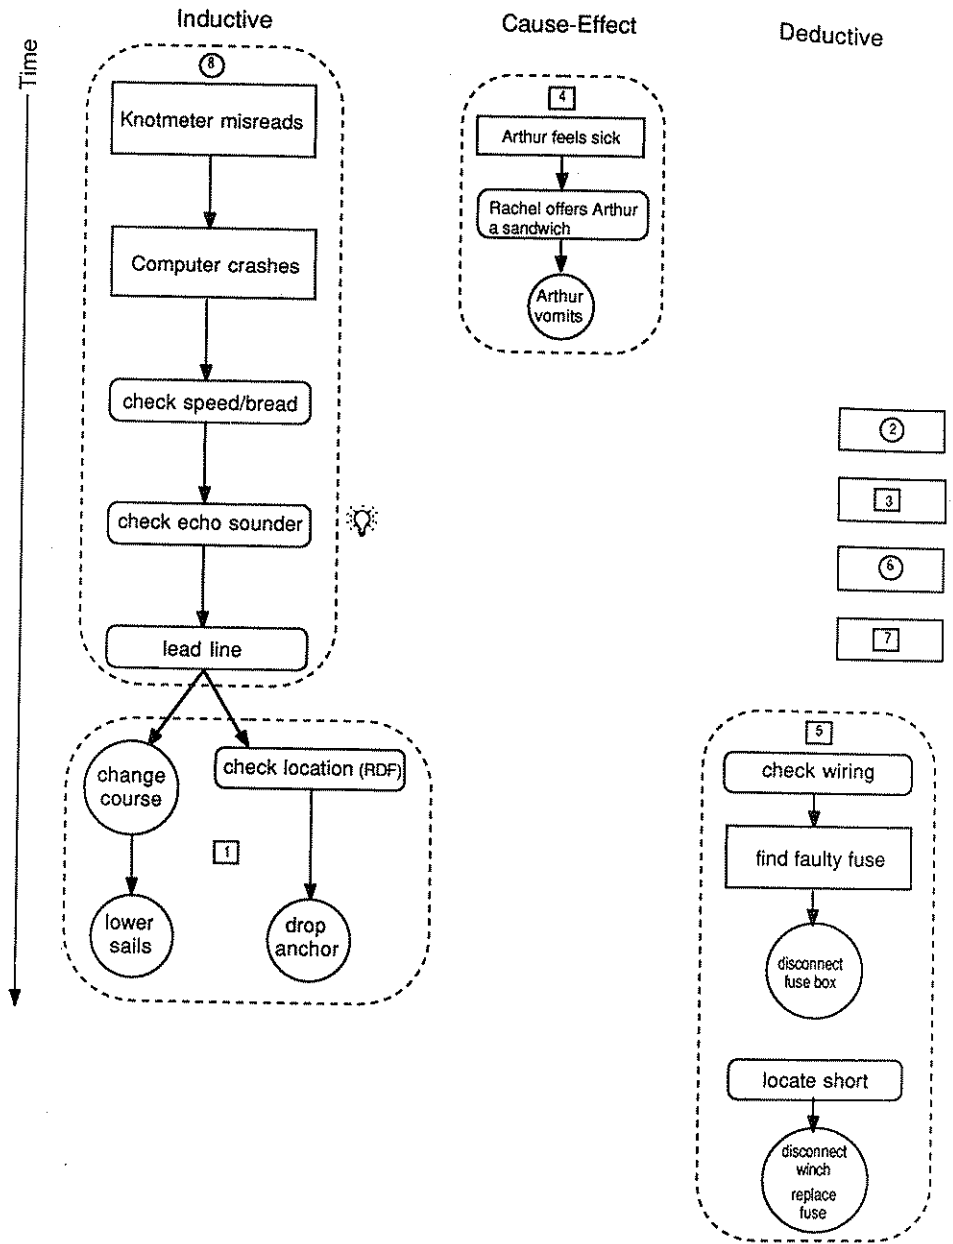 Inductive
Cause-Effect
Deductive
Time
8
Knotmeter misreads
Computer crashes
check speed/bread
check echo sounder
lead line
change
course
check location (RDF)
1
lower
sails
drop
anchor
4
Arthur feels sick
Rachel offers Arthur
a sandwich
Arthur
vomits
2
3
6
7
5
check wiring
find faulty fuse
disconnect
fuse box
locate short
disconnect
winch
replace
fuse